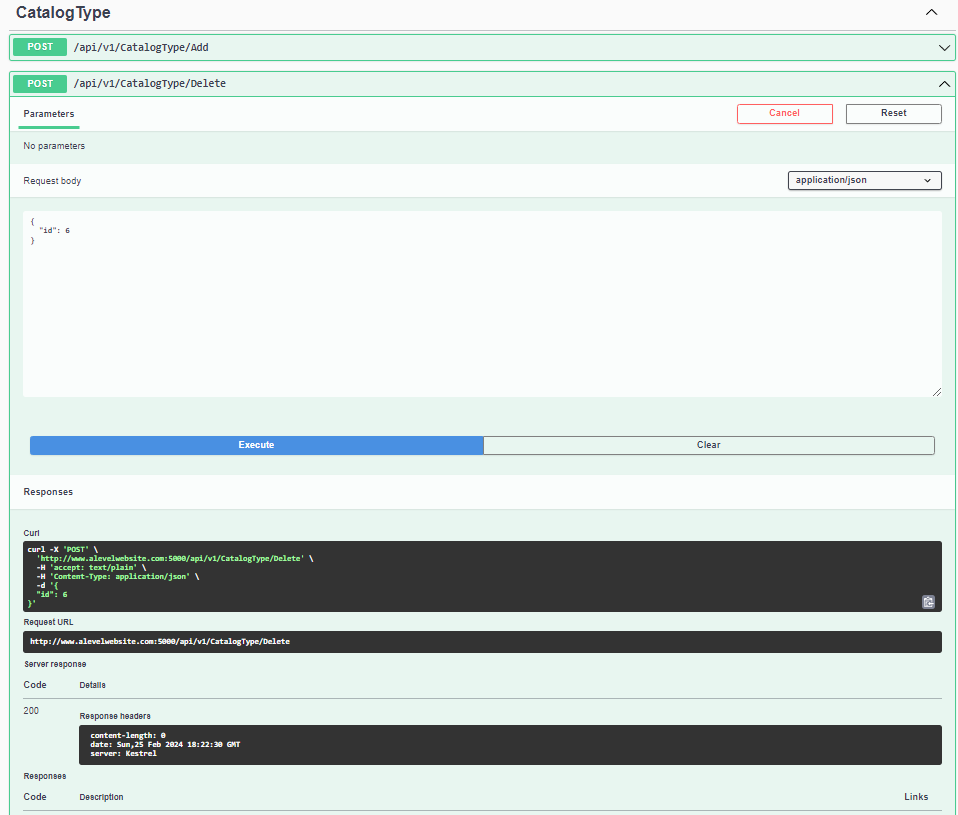 CatalogType
POST /api/v1/CatalogType/Add
POST /api/v1/CatalogType/Delete
Parameters
Cancel
Reset
No parameters
Request body
application/json
{
  "id": 6
}
Execute
Clear
Responses
Curl
curl -X 'POST' \
  'http://www.alevelwebsite.com:5000/api/v1/CatalogType/Delete' \
  -H 'accept: text/plain' \
  -H 'Content-Type: application/json' \
  -d '{
  "id": 6
}'
Request URL
http://www.alevelwebsite.com:5000/api/v1/CatalogType/Delete
Server response
Code Details
200
Response headers
content-length: 0
date: Sun,25 Feb 2024 18:22:30 GMT
server: Kestrel
Responses
Code Description Links